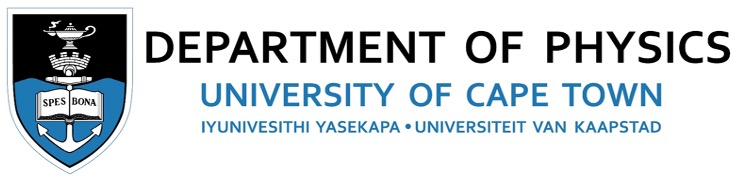 SPES BONA
DEPARTMENT OF PHYSICS
UNIVERSITY OF CAPE TOWN
IYUNIVESITHI YASEKAPA • UNIVERSITEIT VAN KAAPSTAD